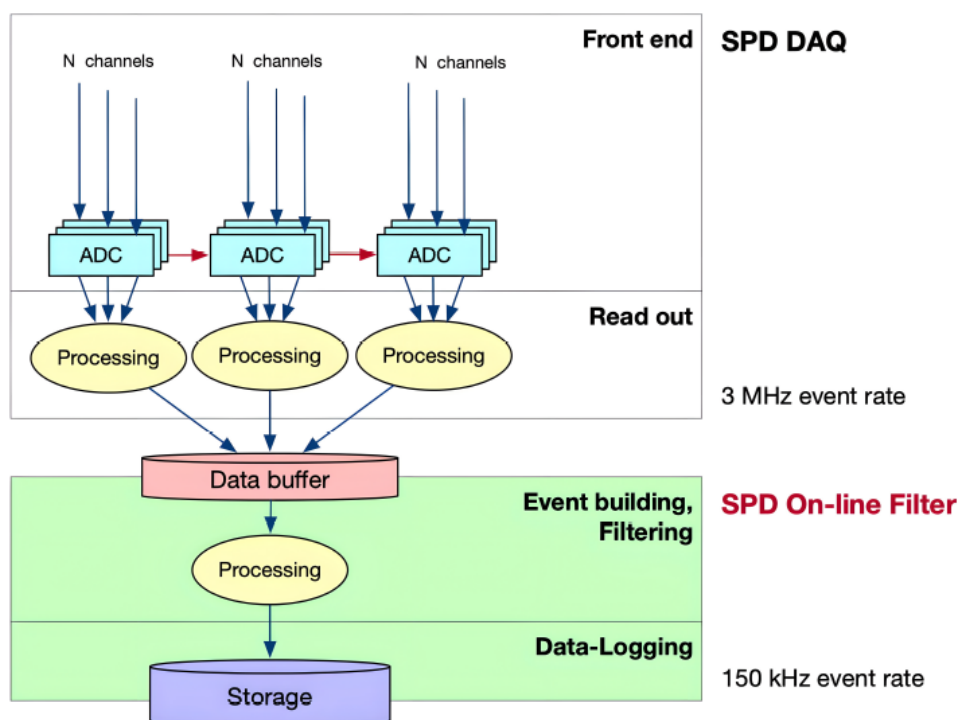 Front end
SPD DAQ
N channels
N channels
N channels
ADC
ADC
ADC
Read out
Processing
Processing
Processing
3 MHz event rate
Data buffer
Event building,
Filtering
SPD On-line Filter
Processing
Data-Logging
150 kHz event rate
Storage